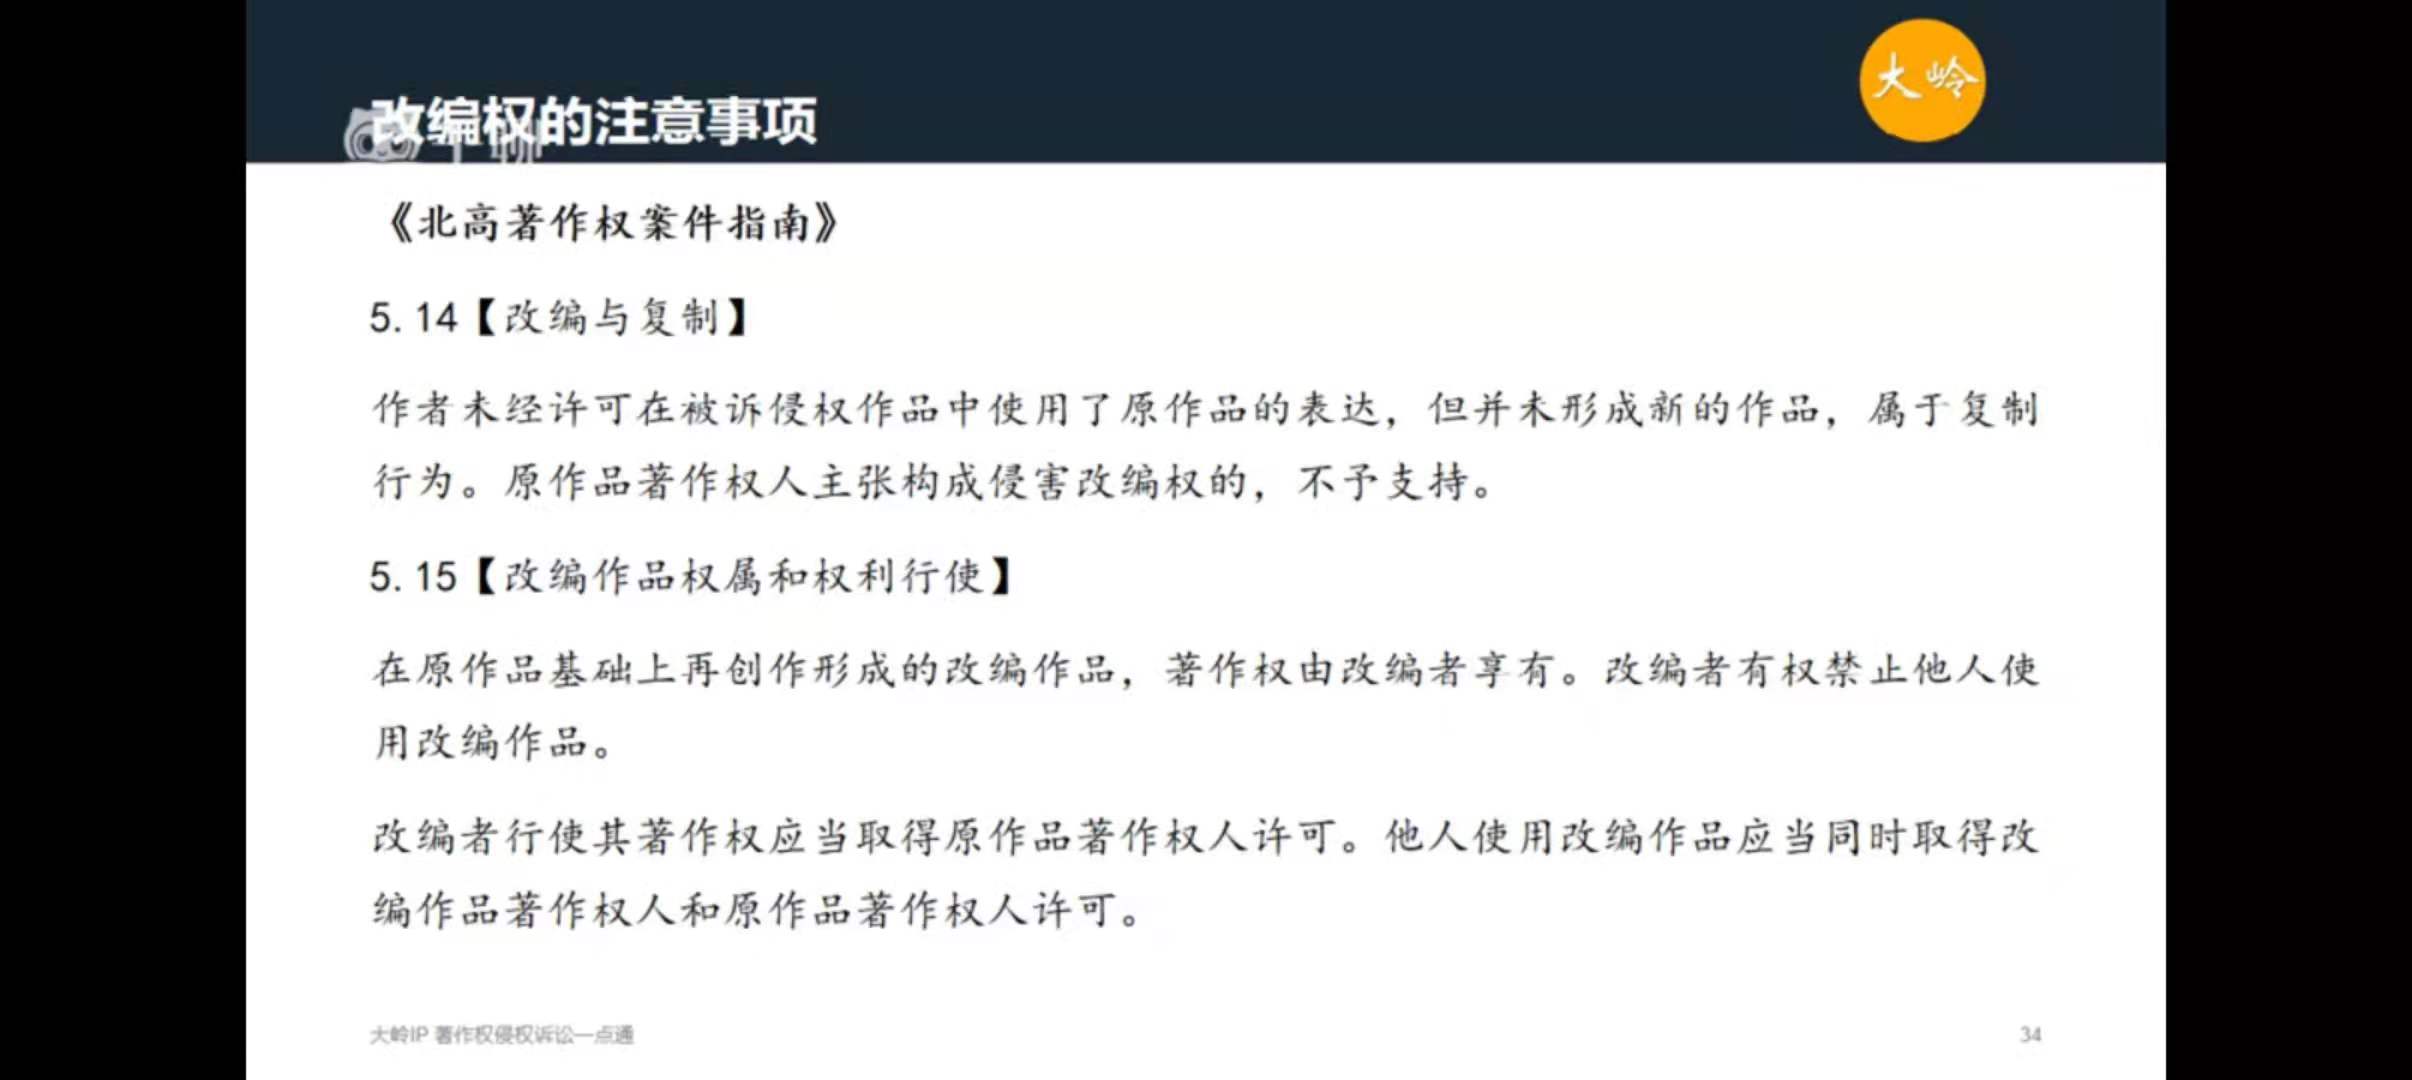 大岭
改编权的注意事项
《北高著作权案件指南》
5.14【改编与复制】
作者未经许可在被诉侵权作品中使用了原作品的表达，但并未形成新的作品，属于复制
行为。原作品著作权人主张构成侵害改编权的，不予支持。
5.15【改编作品权属和权利行使】
在原作品基础上再创作形成的改编作品，著作权由改编者享有。改编者有权禁止他人使
用改编作品。
改编者行使其著作权应当取得原作品著作权人许可。他人使用改编作品应当同时取得改
编作品著作权人和原作品著作权人许可。
大岭IP 著作权侵权诉讼一点通
34